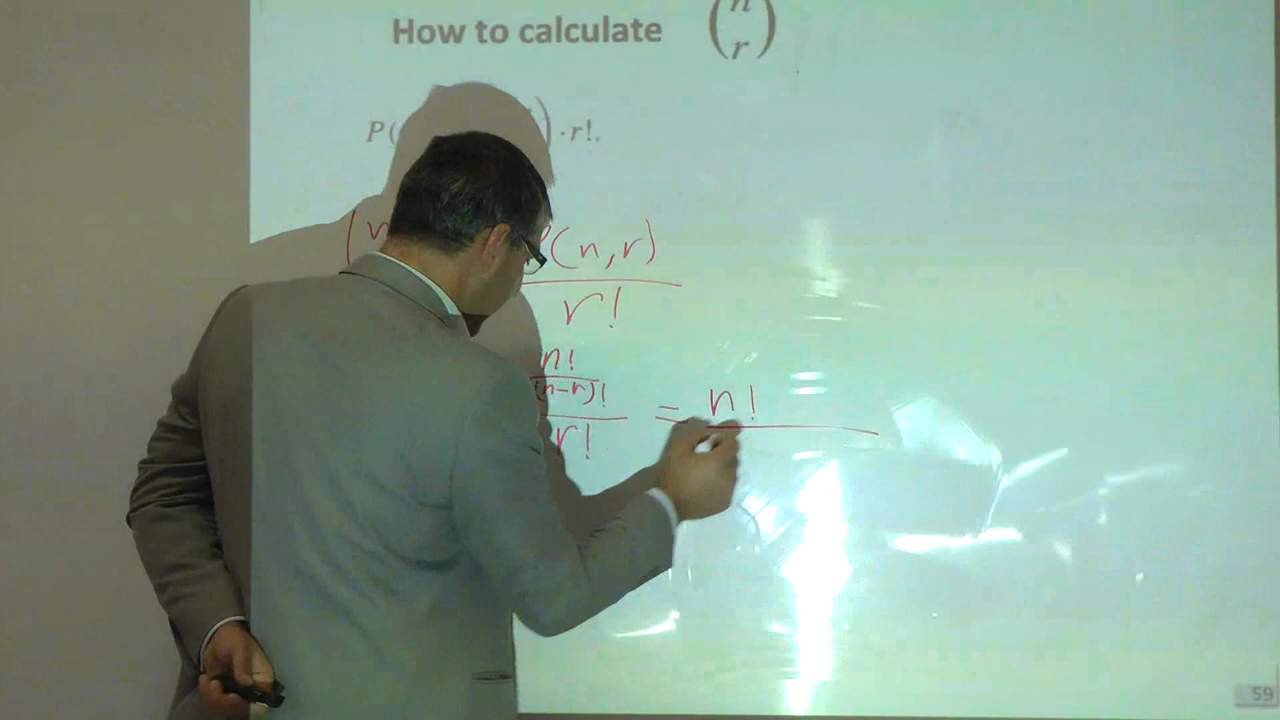 How to calculate (n r)
P( ) · r!.
(n P(n,r)
r!
n!
(n-r)! = n!
r!
59